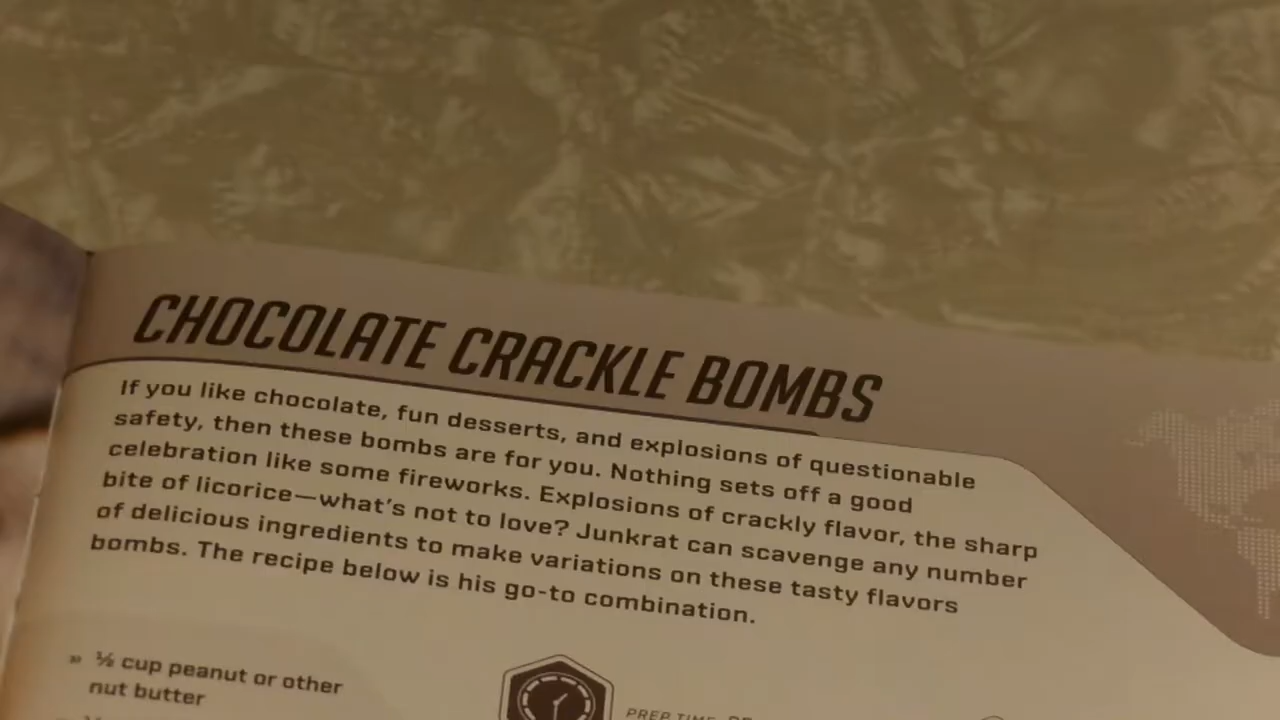 CHOCOLATE CRACKLE BOMBS
If you like chocolate, fun desserts, and explosions of questionable
safety, then these bombs are for you. Nothing sets off a good
celebration like some fireworks. Explosions of crackly flavor, the sharp
bite of licorice—what's not to love? Junkrat can scavenge any number
of delicious ingredients to make variations on these tasty flavors
bombs. The recipe below is his go-to combination.
» ½ cup peanut or other
nut butter
PREP TIME: